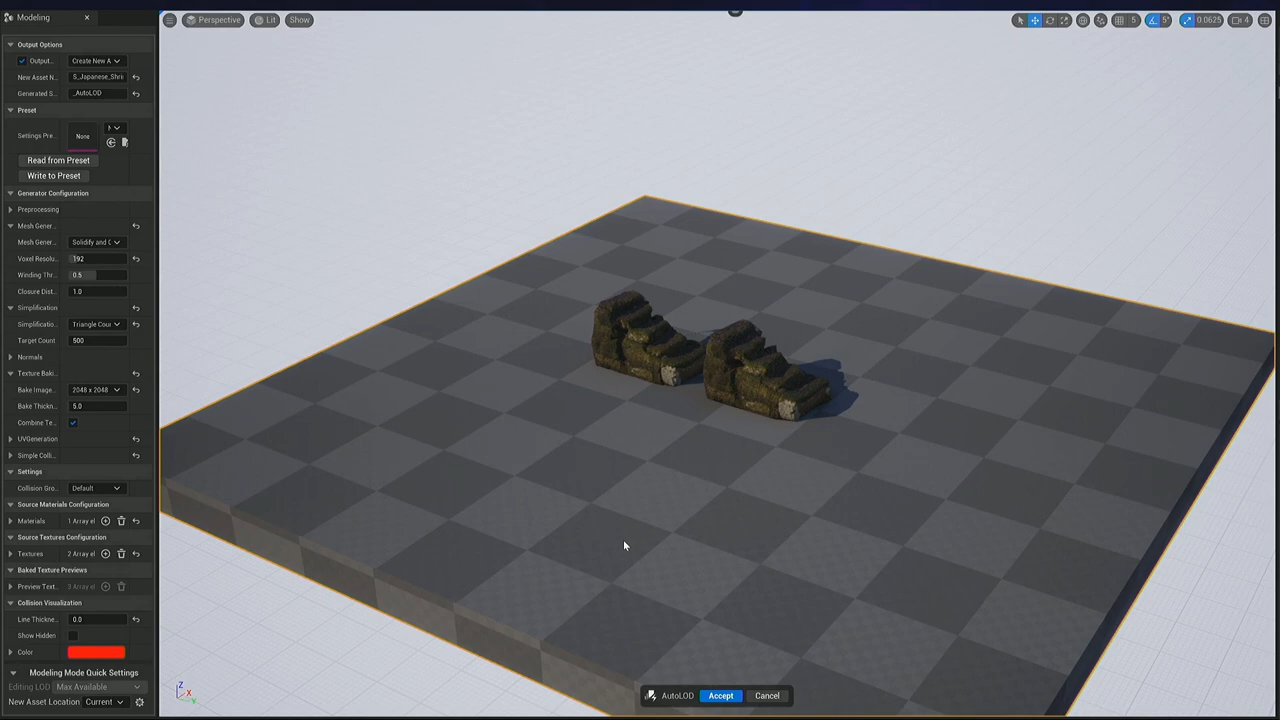 Modeling
Perspective
Lit
Show
5
5°
0.0625
4
Output Options
Output..
Create New A
New Asset N..
S_Japanese_Shri
Generated S..
_AutoLOD
Preset
Settings Pre..
None
Read from Preset
Write to Preset
Generator Configuration
Preprocessing
Mesh Gener..
Mesh Gener..
Solidify and
Voxel Resolu..
192
Winding Thr..
0.5
Closure Dist..
1.0
Simplification
Simplificatio..
Triangle Cou
Target Count
500
Normals
Texture Baki..
Bake Image..
2048 x 2048
Bake Thickn..
5.0
Combine Te..
UVGeneration
Simple Colli..
Settings
Collision Gro..
Default
Source Materials Configuration
Materials
1 Array el
Source Textures Configuration
Textures
2 Array el
Baked Texture Previews
Preview Text..
3 Array el
Collision Visualization
Line Thickne..
0.0
Show Hidden
Color
Modeling Mode Quick Settings
Editing LOD
Max Available
New Asset Location
Current
Z
X
Y
AutoLOD
Accept
Cancel